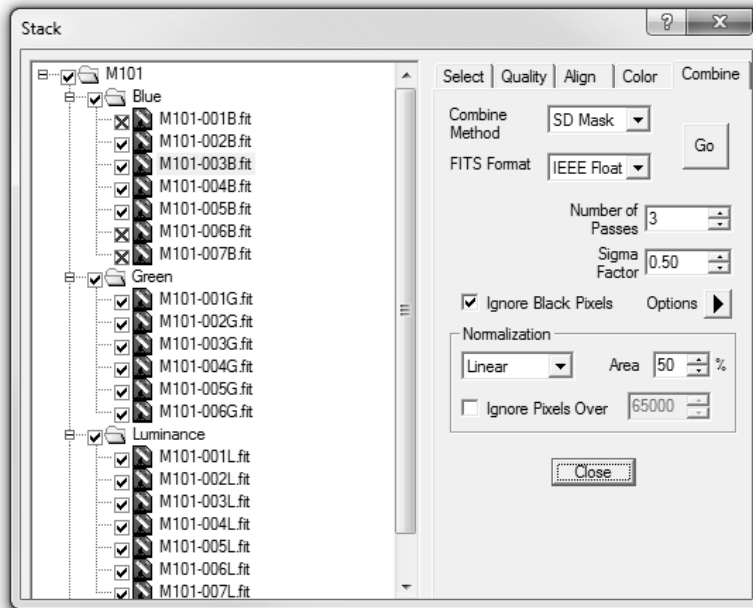 Stack
M101
Blue
M101-001B.fit
M101-002B.fit
M101-003B.fit
M101-004B.fit
M101-005B.fit
M101-006B.fit
M101-007B.fit
Green
M101-001G.fit
M101-002G.fit
M101-003G.fit
M101-004G.fit
M101-005G.fit
M101-006G.fit
Luminance
M101-001L.fit
M101-002L.fit
M101-003L.fit
M101-004L.fit
M101-005L.fit
M101-006L.fit
M101-007L.fit
Select Quality Align Color Combine
Combine
Method
SD Mask
Go
FITS Format
IEEE Float
Number of
Passes
3
Sigma
Factor
0.50
Ignore Black Pixels
Options
Normalization
Linear
Area
50
%
Ignore Pixels Over
65000
Close